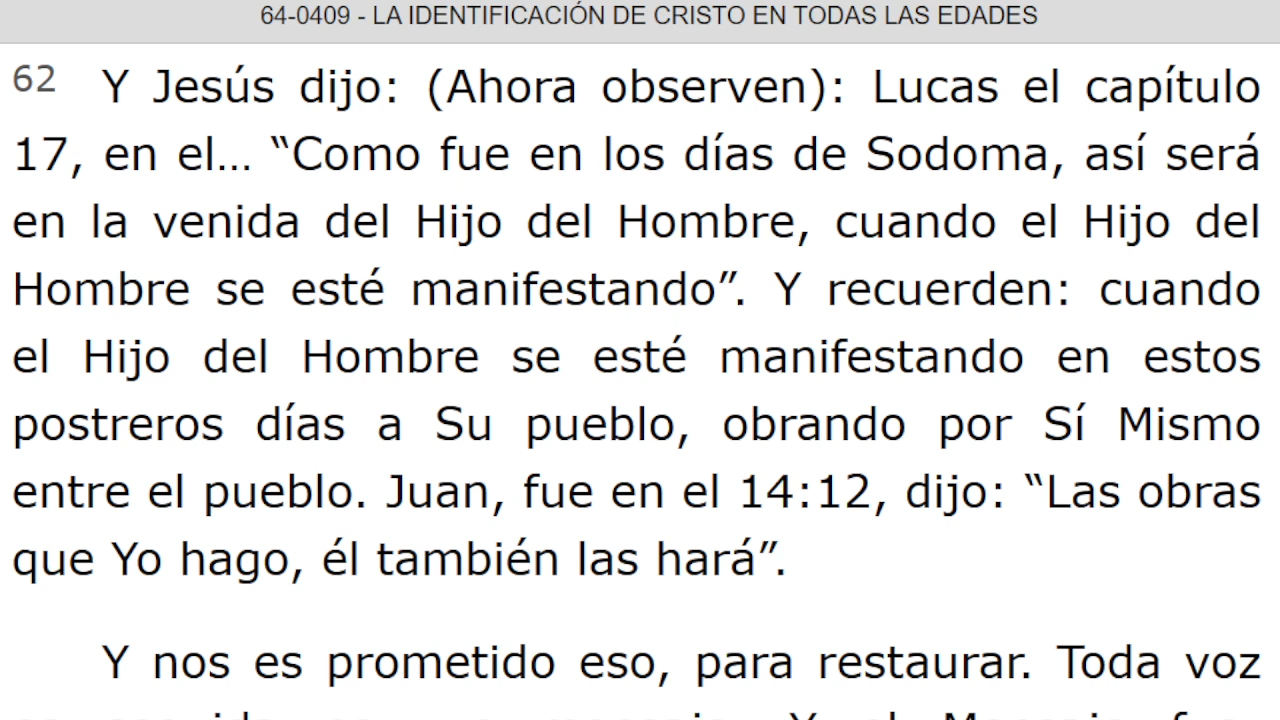 64-0409 - LA IDENTIFICACIÓN DE CRISTO EN TODAS LAS EDADES
62 Y Jesús dijo: (Ahora observen): Lucas el capítulo
17, en el… “Como fue en los días de Sodoma, así será
en la venida del Hijo del Hombre, cuando el Hijo del
Hombre se esté manifestando”. Y recuerden: cuando
el Hijo del Hombre se esté manifestando en estos
postreros días a Su pueblo, obrando por Sí Mismo
entre el pueblo. Juan, fue en el 14:12, dijo: “Las obras
que Yo hago, él también las hará”.
Y nos es prometido eso, para restaurar. Toda voz